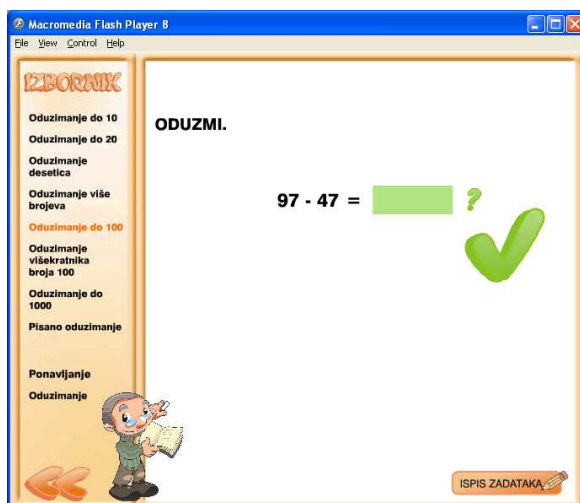 Macromedia Flash Player 8
File View Control Help
IZBORNIK
Oduzimanje do 10
Oduzimanje do 20
Oduzimanje
desetica
Oduzimanje više
brojeva
Oduzimanje do 100
Oduzimanje
višekratnika
broja 100
Oduzimanje do
1000
Pisano oduzimanje
Ponavljanje
Oduzimanje
ODUZMI.
97 - 47 = ?
ISPIS ZADATAKA